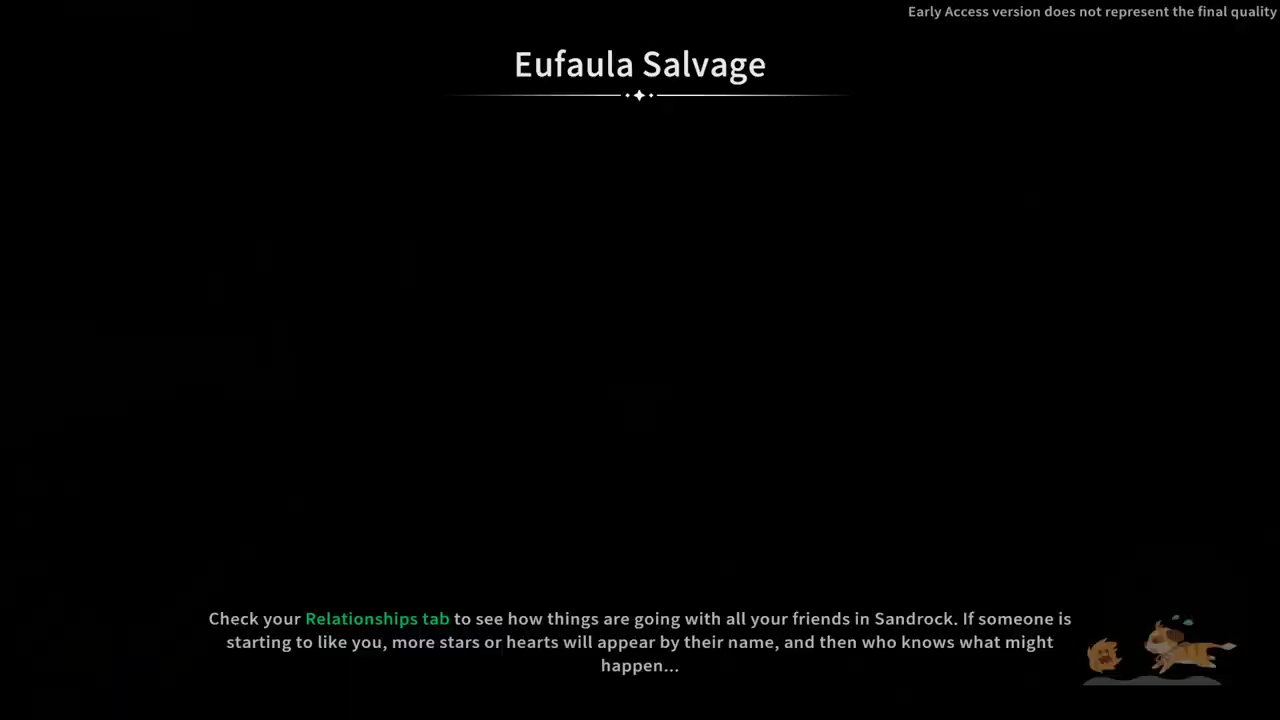 Early Access version does not represent the final quality
Eufaula Salvage
Check your Relationships tab to see how things are going with all your friends in Sandrock. If someone is
starting to like you, more stars or hearts will appear by their name, and then who knows what might
happen...